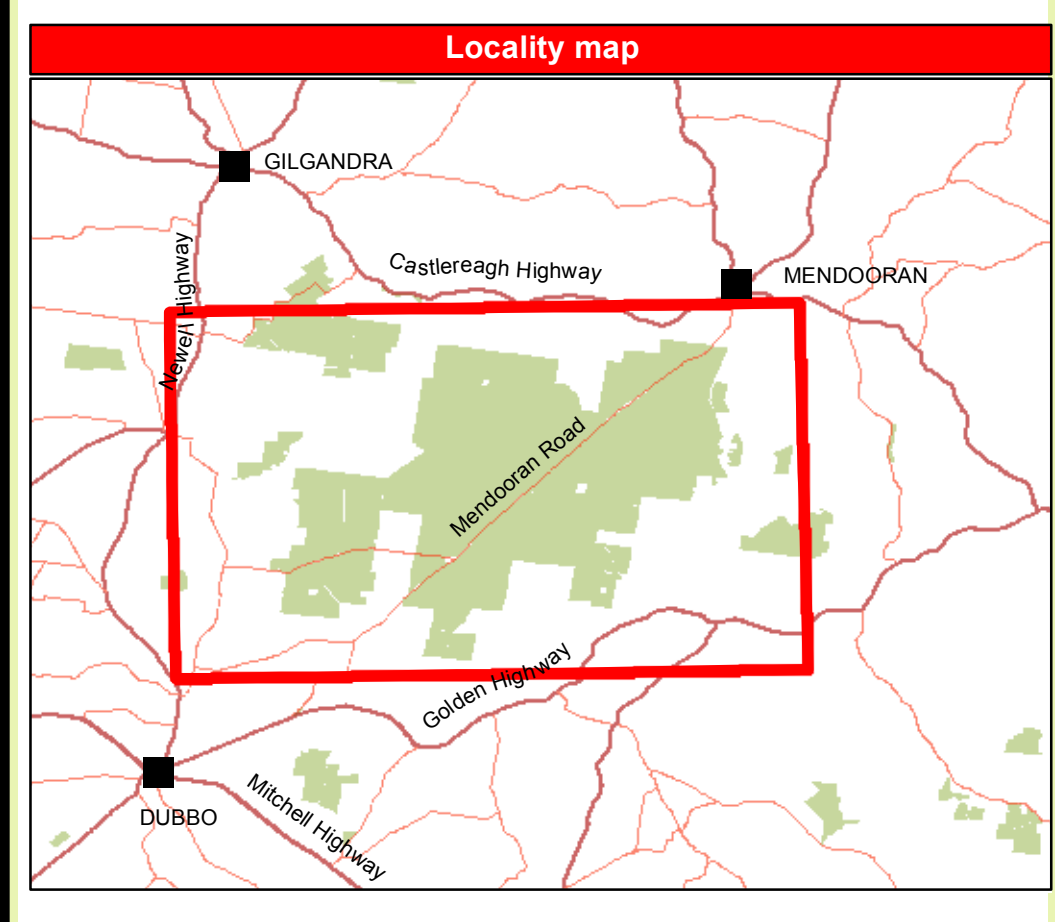 Locality map
GILGANDRA
Newell Highway
Castlereagh Highway
MENDOORAN
Mendooran Road
Golden Highway
DUBBO
Mitchell Highway